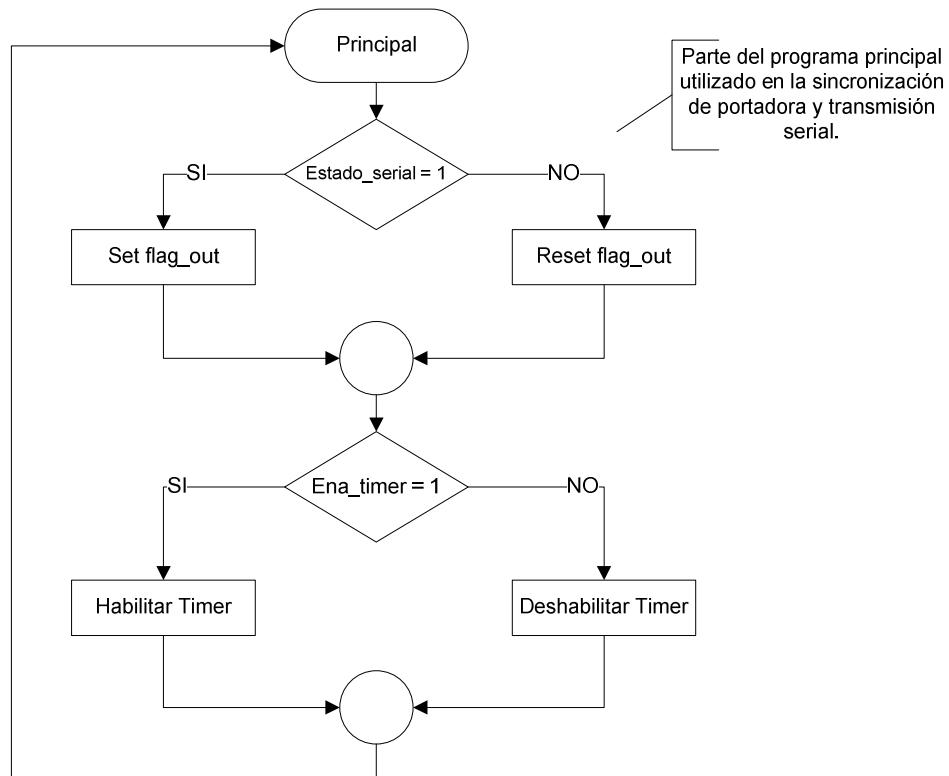 Principal
Parte del programa principal
utilizado en la sincronización
de portadora y transmisión
serial.
Estado_serial = 1
SI
NO
Set flag_out
Reset flag_out
Ena_timer = 1
SI
NO
Habilitar Timer
Deshabilitar Timer